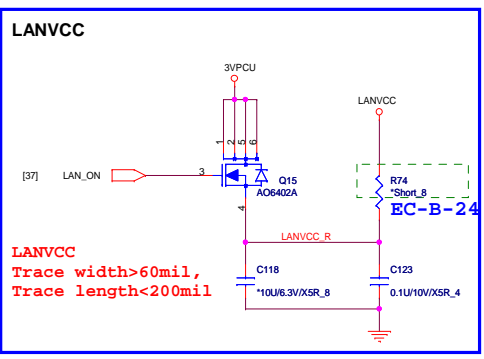 LANVCC
3VPCU
LANVCC
1
2
5
6
[37]
LAN_ON
3
Q15
AO6402A
4
R74
*Short_8
EC-B-24
LANVCC_R
LANVCC
Trace width>60mil,
Trace length<200mil
C118
*10U/6.3V/X5R_8
C123
0.1U/10V/X5R_4